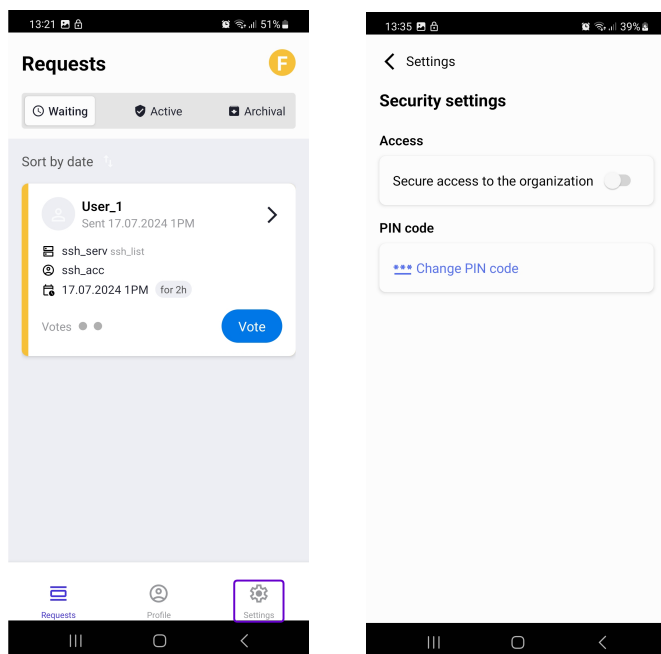 13:21 51%
Requests F
Waiting Active Archival
Sort by date
User_1
Sent 17.07.2024 1PM
ssh_serv ssh_list
ssh_acc
17.07.2024 1PM for 2h
Votes Vote
Requests Profile Settings
13:35 39%
Settings
Security settings
Access
Secure access to the organization
PIN code
*** Change PIN code